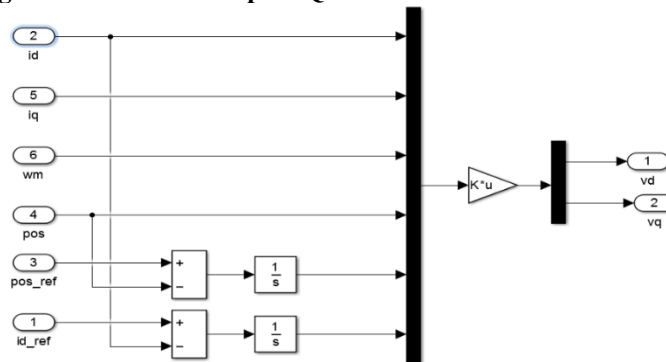 2
id
5
iq
6
wm
4
pos
3
pos_ref
1
id_ref
+
−
1
s
+
−
1
s
K*u
1
vd
2
vq